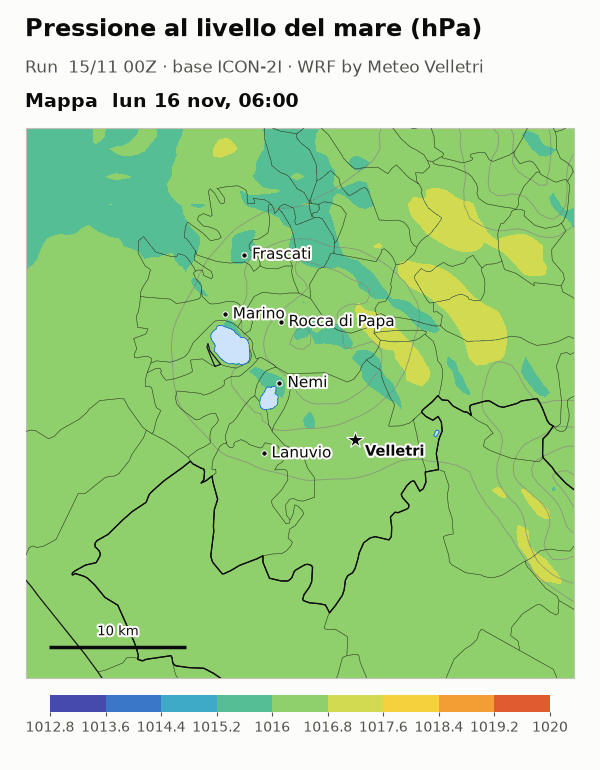 Pressione al livello del mare (hPa)
Run 15/11 00Z · base ICON-2I · WRF by Meteo Velletri
Mappa lun 16 nov, 06:00
Frascati
Marino
Rocca di Papa
Nemi
Velletri
Lanuvio
10 km
1012.8 1013.6 1014.4 1015.2 1016 1016.8 1017.6 1018.4 1019.2 1020